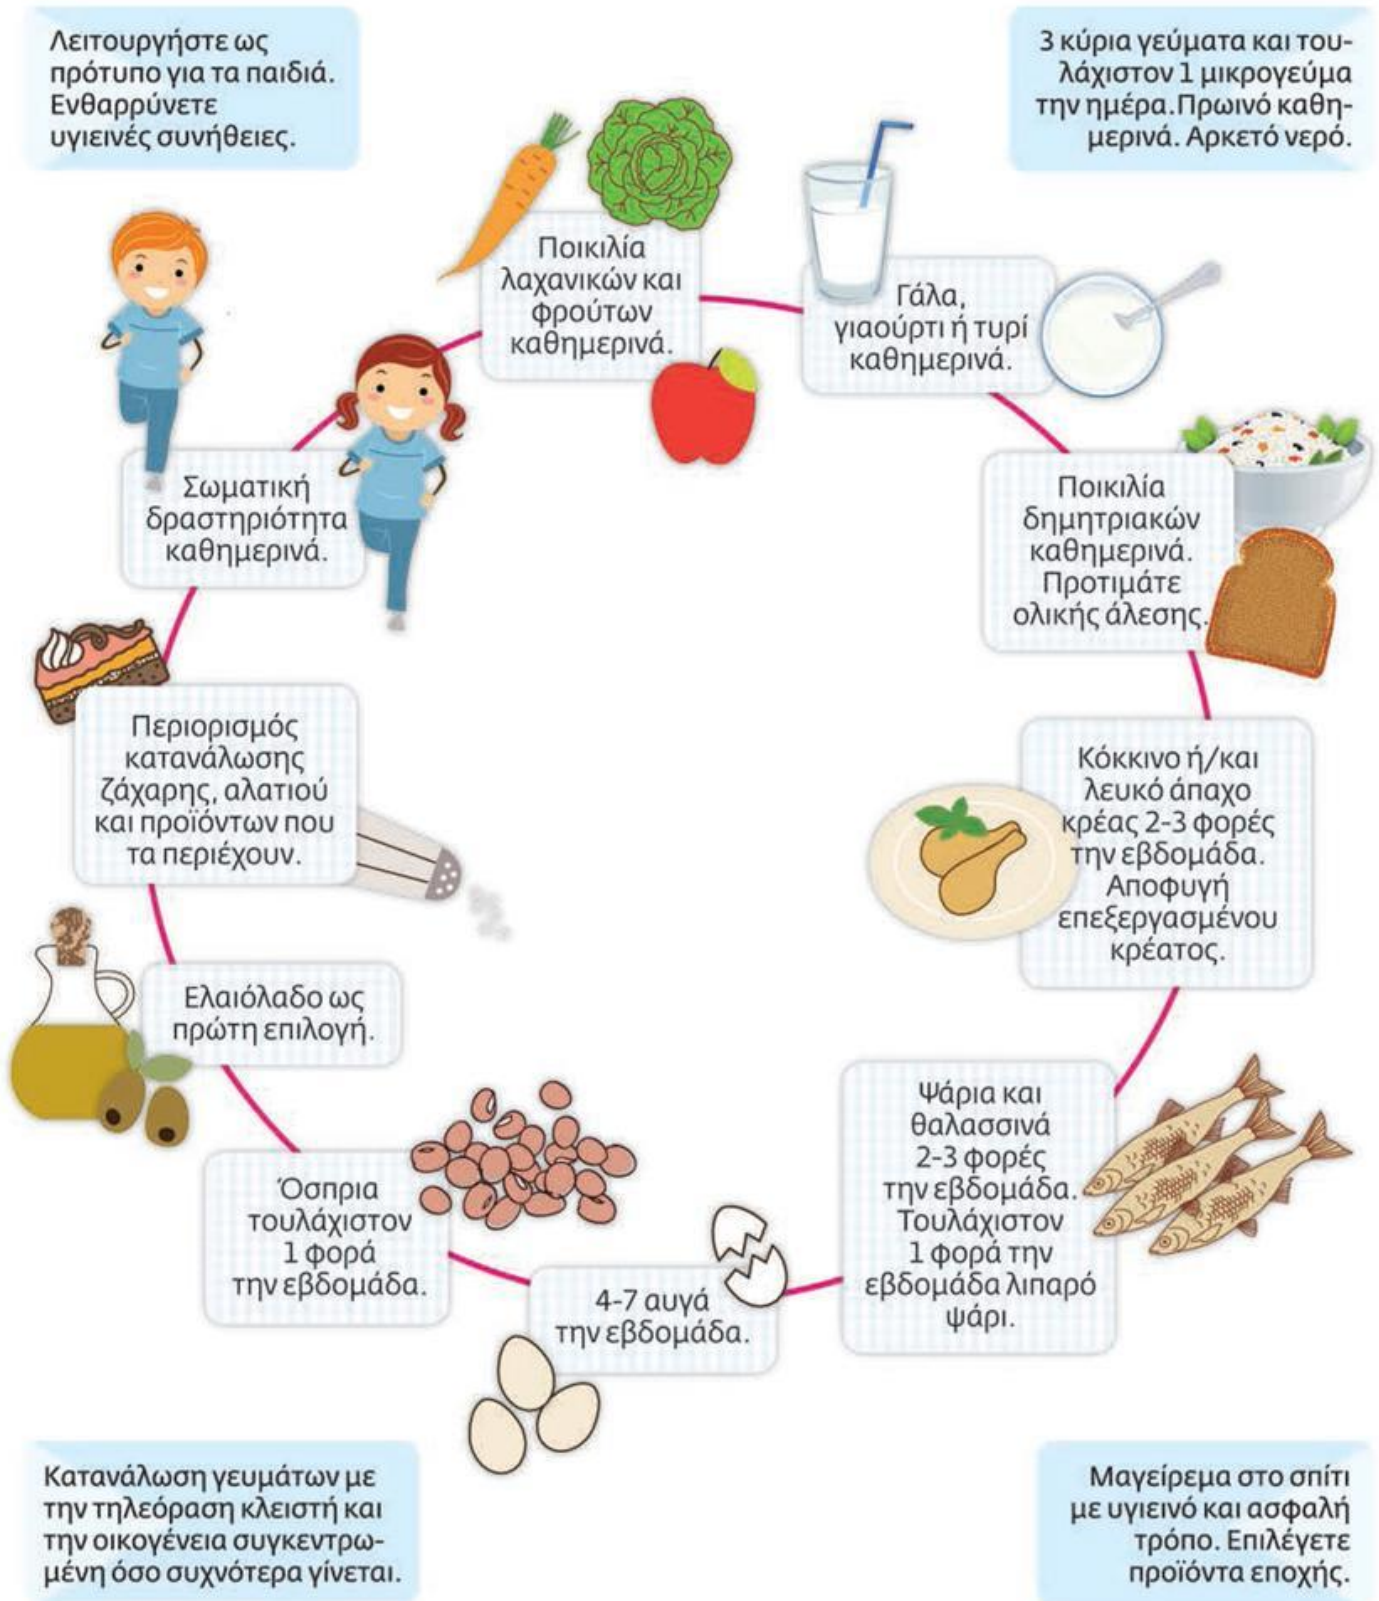 Λειτουργήστε ως
πρότυπο για τα παιδιά.
Ενθαρρύνετε
υγιεινές συνήθειες.
3 κύρια γεύματα και του-
λάχιστον 1 μικρογεύμα
την ημέρα.Πρωινό καθη-
μερινά. Αρκετό νερό.
Ποικιλία
λαχανικών και
φρούτων
καθημερινά.
Γάλα,
γιαούρτι ή τυρί
καθημερινά.
Ποικιλία
δημητριακών
καθημερινά.
Προτιμάτε
ολικής άλεσης.
Κόκκινο ή/και
λευκό άπαχο
κρέας 2-3 φορές
την εβδομάδα.
Αποφυγή
επεξεργασμένου
κρέατος.
Ψάρια και
θαλασσινά
2-3 φορές
την εβδομάδα.
Τουλάχιστον
1 φορά την
εβδομάδα λιπαρό
ψάρι.
4-7 αυγά
την εβδομάδα.
Όσπρια
τουλάχιστον
1 φορά
την εβδομάδα.
Ελαιόλαδο ως
πρώτη επιλογή.
Περιορισμός
κατανάλωσης
ζάχαρης, αλατιού
και προϊόντων που
τα περιέχουν.
Σωματική
δραστηριότητα
καθημερινά.
Κατανάλωση γευμάτων με
την τηλεόραση κλειστή και
την οικογένεια συγκεντρω-
μένη όσο συχνότερα γίνεται.
Μαγείρεμα στο σπίτι
με υγιεινό και ασφαλή
τρόπο. Επιλέγετε
προϊόντα εποχής.